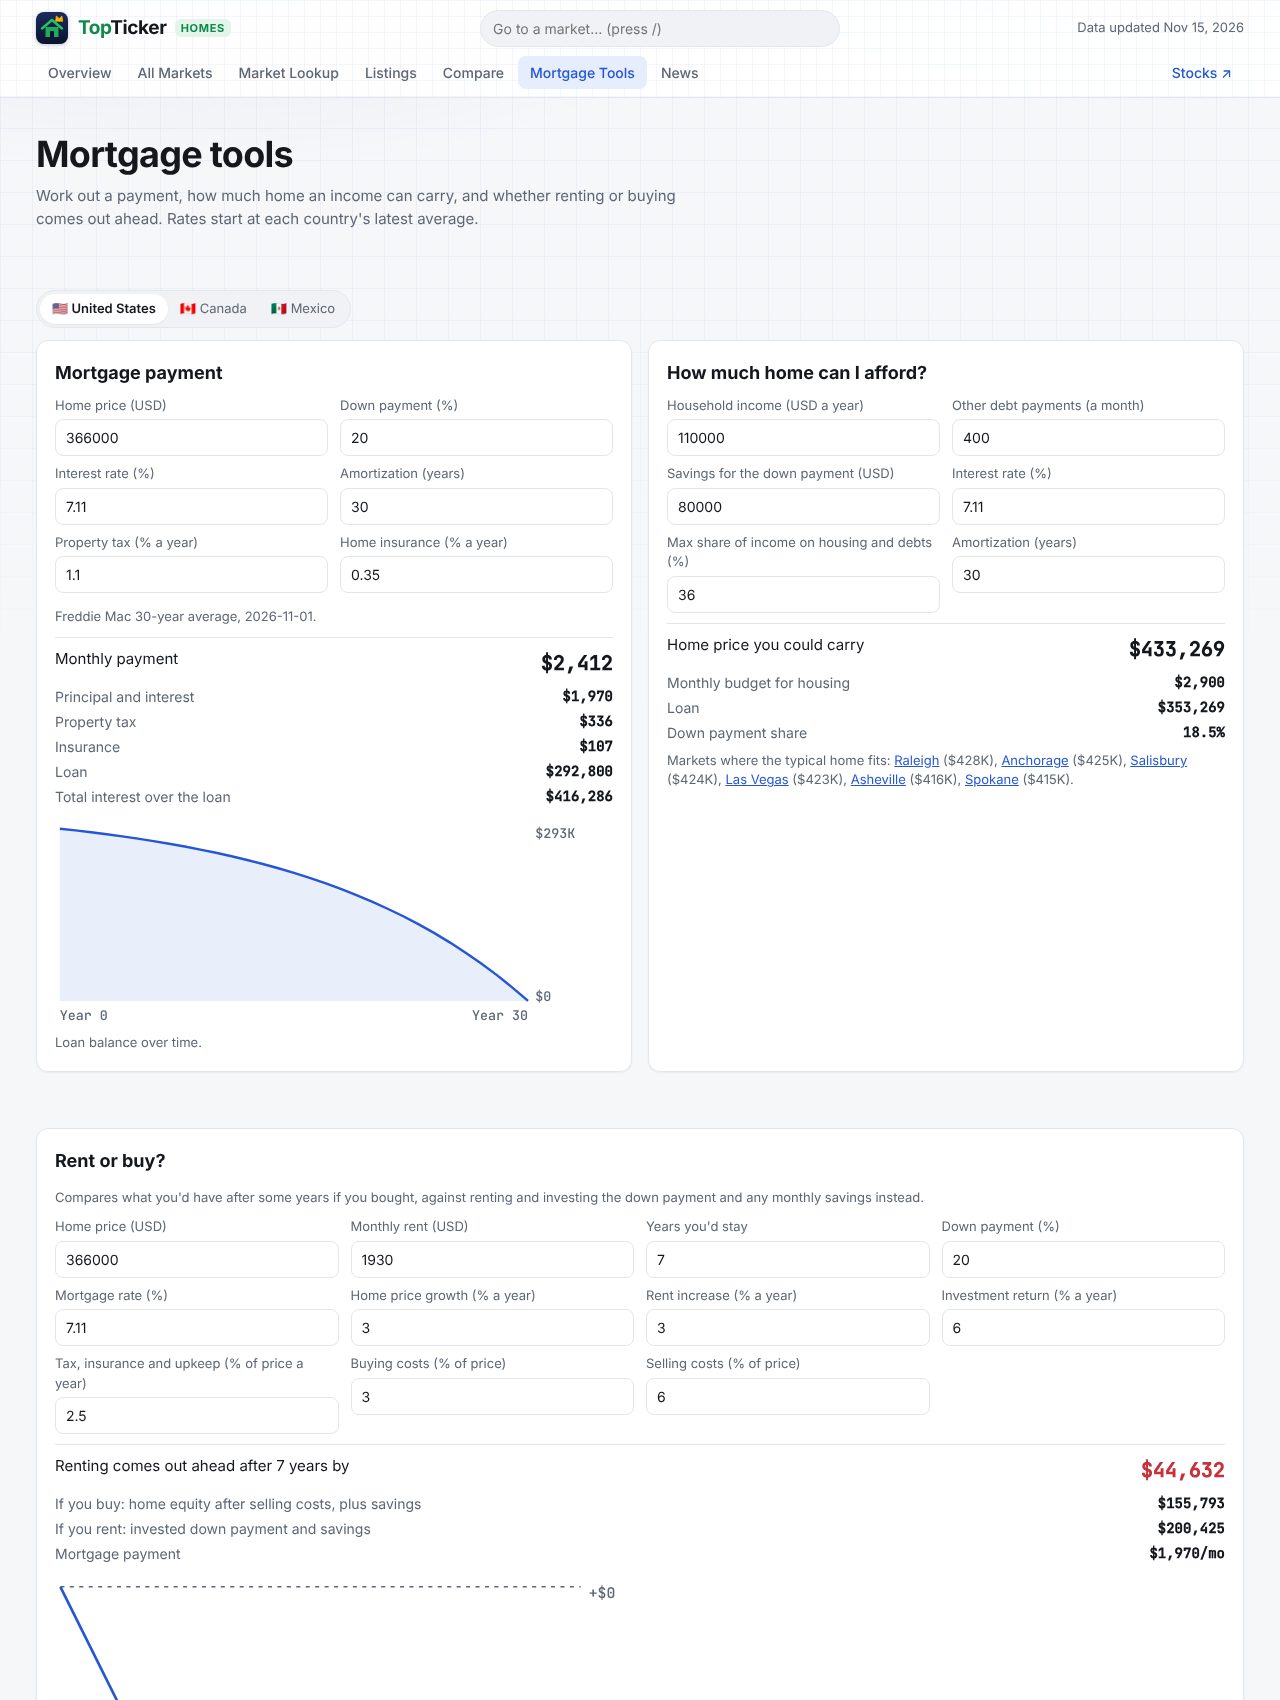 TopTicker HOMES
Go to a market... (press /)
Data updated Nov 15, 2026
Overview All Markets Market Lookup Listings Compare Mortgage Tools News Stocks ↗
Mortgage tools
Work out a payment, how much home an income can carry, and whether renting or buying
comes out ahead. Rates start at each country's latest average.
United States Canada Mexico
Mortgage payment
Home price (USD) Down payment (%)
366000 20
Interest rate (%) Amortization (years)
7.11 30
Property tax (% a year) Home insurance (% a year)
1.1 0.35
Freddie Mac 30-year average, 2026-11-01.
Monthly payment $2,412
Principal and interest $1,970
Property tax $336
Insurance $107
Loan $292,800
Total interest over the loan $416,286
$293K
$0
Year 0 Year 30
Loan balance over time.
How much home can I afford?
Household income (USD a year) Other debt payments (a month)
110000 400
Savings for the down payment (USD) Interest rate (%)
80000 7.11
Max share of income on housing and debts
(%)
Amortization (years)
36 30
Home price you could carry $433,269
Monthly budget for housing $2,900
Loan $353,269
Down payment share 18.5%
Markets where the typical home fits: Raleigh ($428K), Anchorage ($425K), Salisbury
($424K), Las Vegas ($423K), Asheville ($416K), Spokane ($415K).
Rent or buy?
Compares what you'd have after some years if you bought, against renting and investing the down payment and any monthly savings instead.
Home price (USD) Monthly rent (USD) Years you'd stay Down payment (%)
366000 1930 7 20
Mortgage rate (%) Home price growth (% a year) Rent increase (% a year) Investment return (% a year)
7.11 3 3 6
Tax, insurance and upkeep (% of price a
year)
Buying costs (% of price) Selling costs (% of price)
2.5 3 6
Renting comes out ahead after 7 years by $44,632
If you buy: home equity after selling costs, plus savings $155,793
If you rent: invested down payment and savings $200,425
Mortgage payment $1,970/mo
+$0